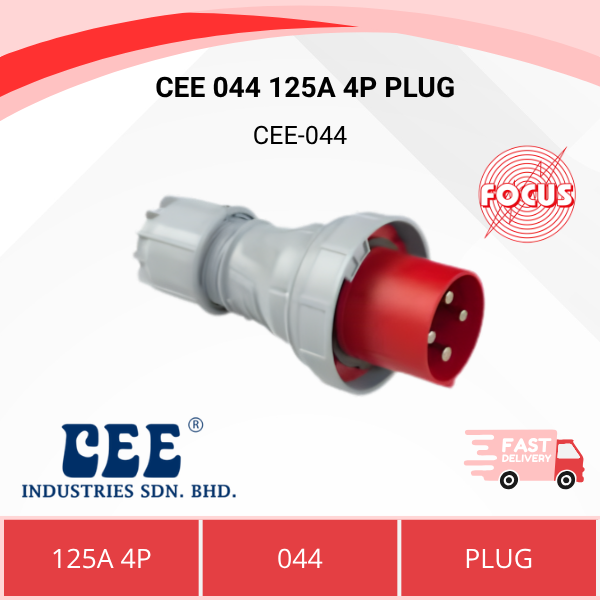 CEE 044 125A 4P PLUG
CEE-044
FOCUS
CEE®
INDUSTRIES SDN. BHD.
FAST
DELIVERY
125A 4P
044
PLUG